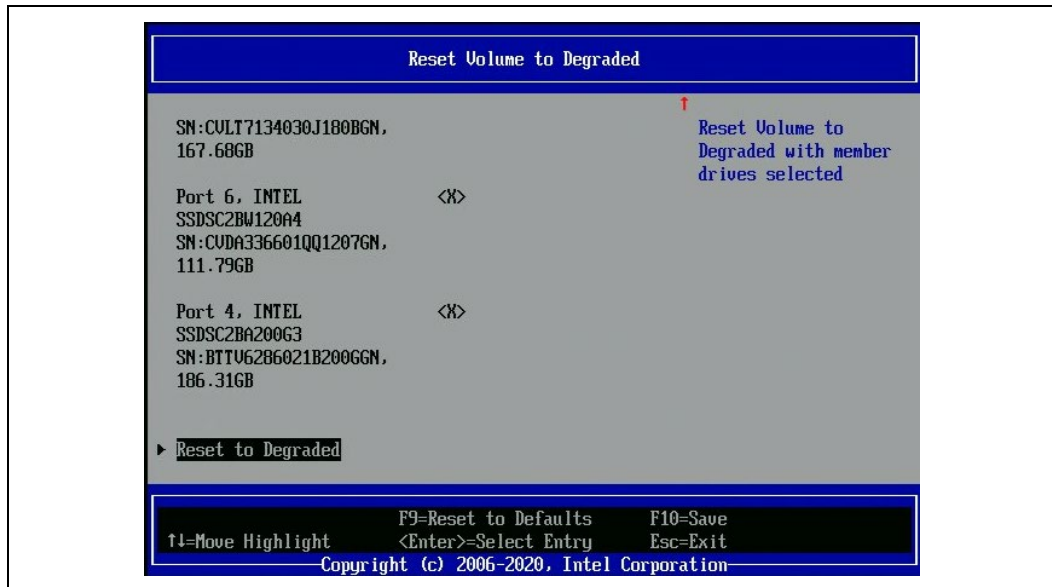 Reset Volume to Degraded
SN:CVLT7134030J180BGN,
167.68GB
Port 6, INTEL <X>
SSDSC2BW120A4
SN:CVDA336601QQ1207GN,
111.79GB
Port 4, INTEL <X>
SSDSC2BA200G3
SN:BTTV6286021B200GGN,
186.31GB
Reset to Degraded
↑
Reset Volume to
Degraded with member
drives selected
F9=Reset to Defaults F10=Save
↑↓=Move Highlight <Enter>=Select Entry Esc=Exit
Copyright (c) 2006-2020, Intel Corporation